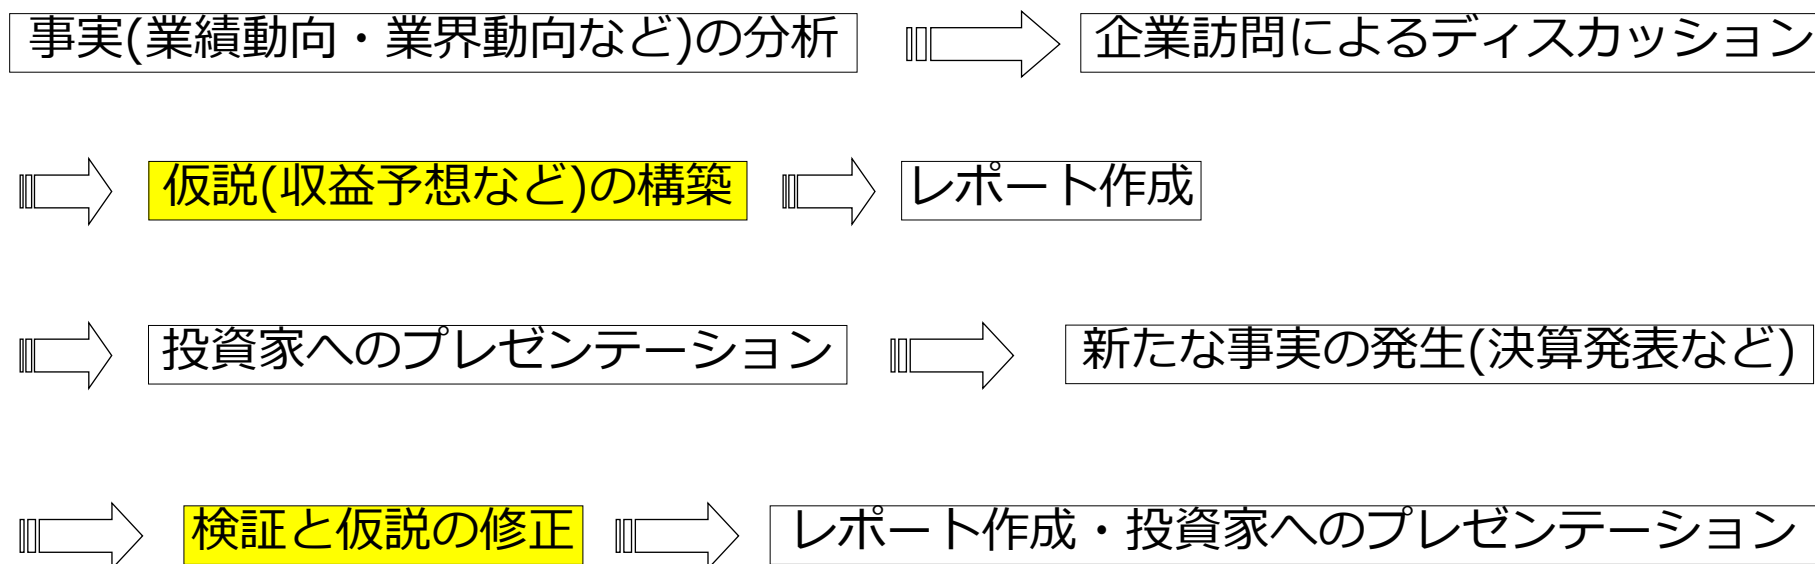 事実(業績動向・業界動向など)の分析
企業訪問によるディスカッション
仮説(収益予想など)の構築
レポート作成
投資家へのプレゼンテーション
新たな事実の発生(決算発表など)
検証と仮説の修正
レポート作成・投資家へのプレゼンテーション